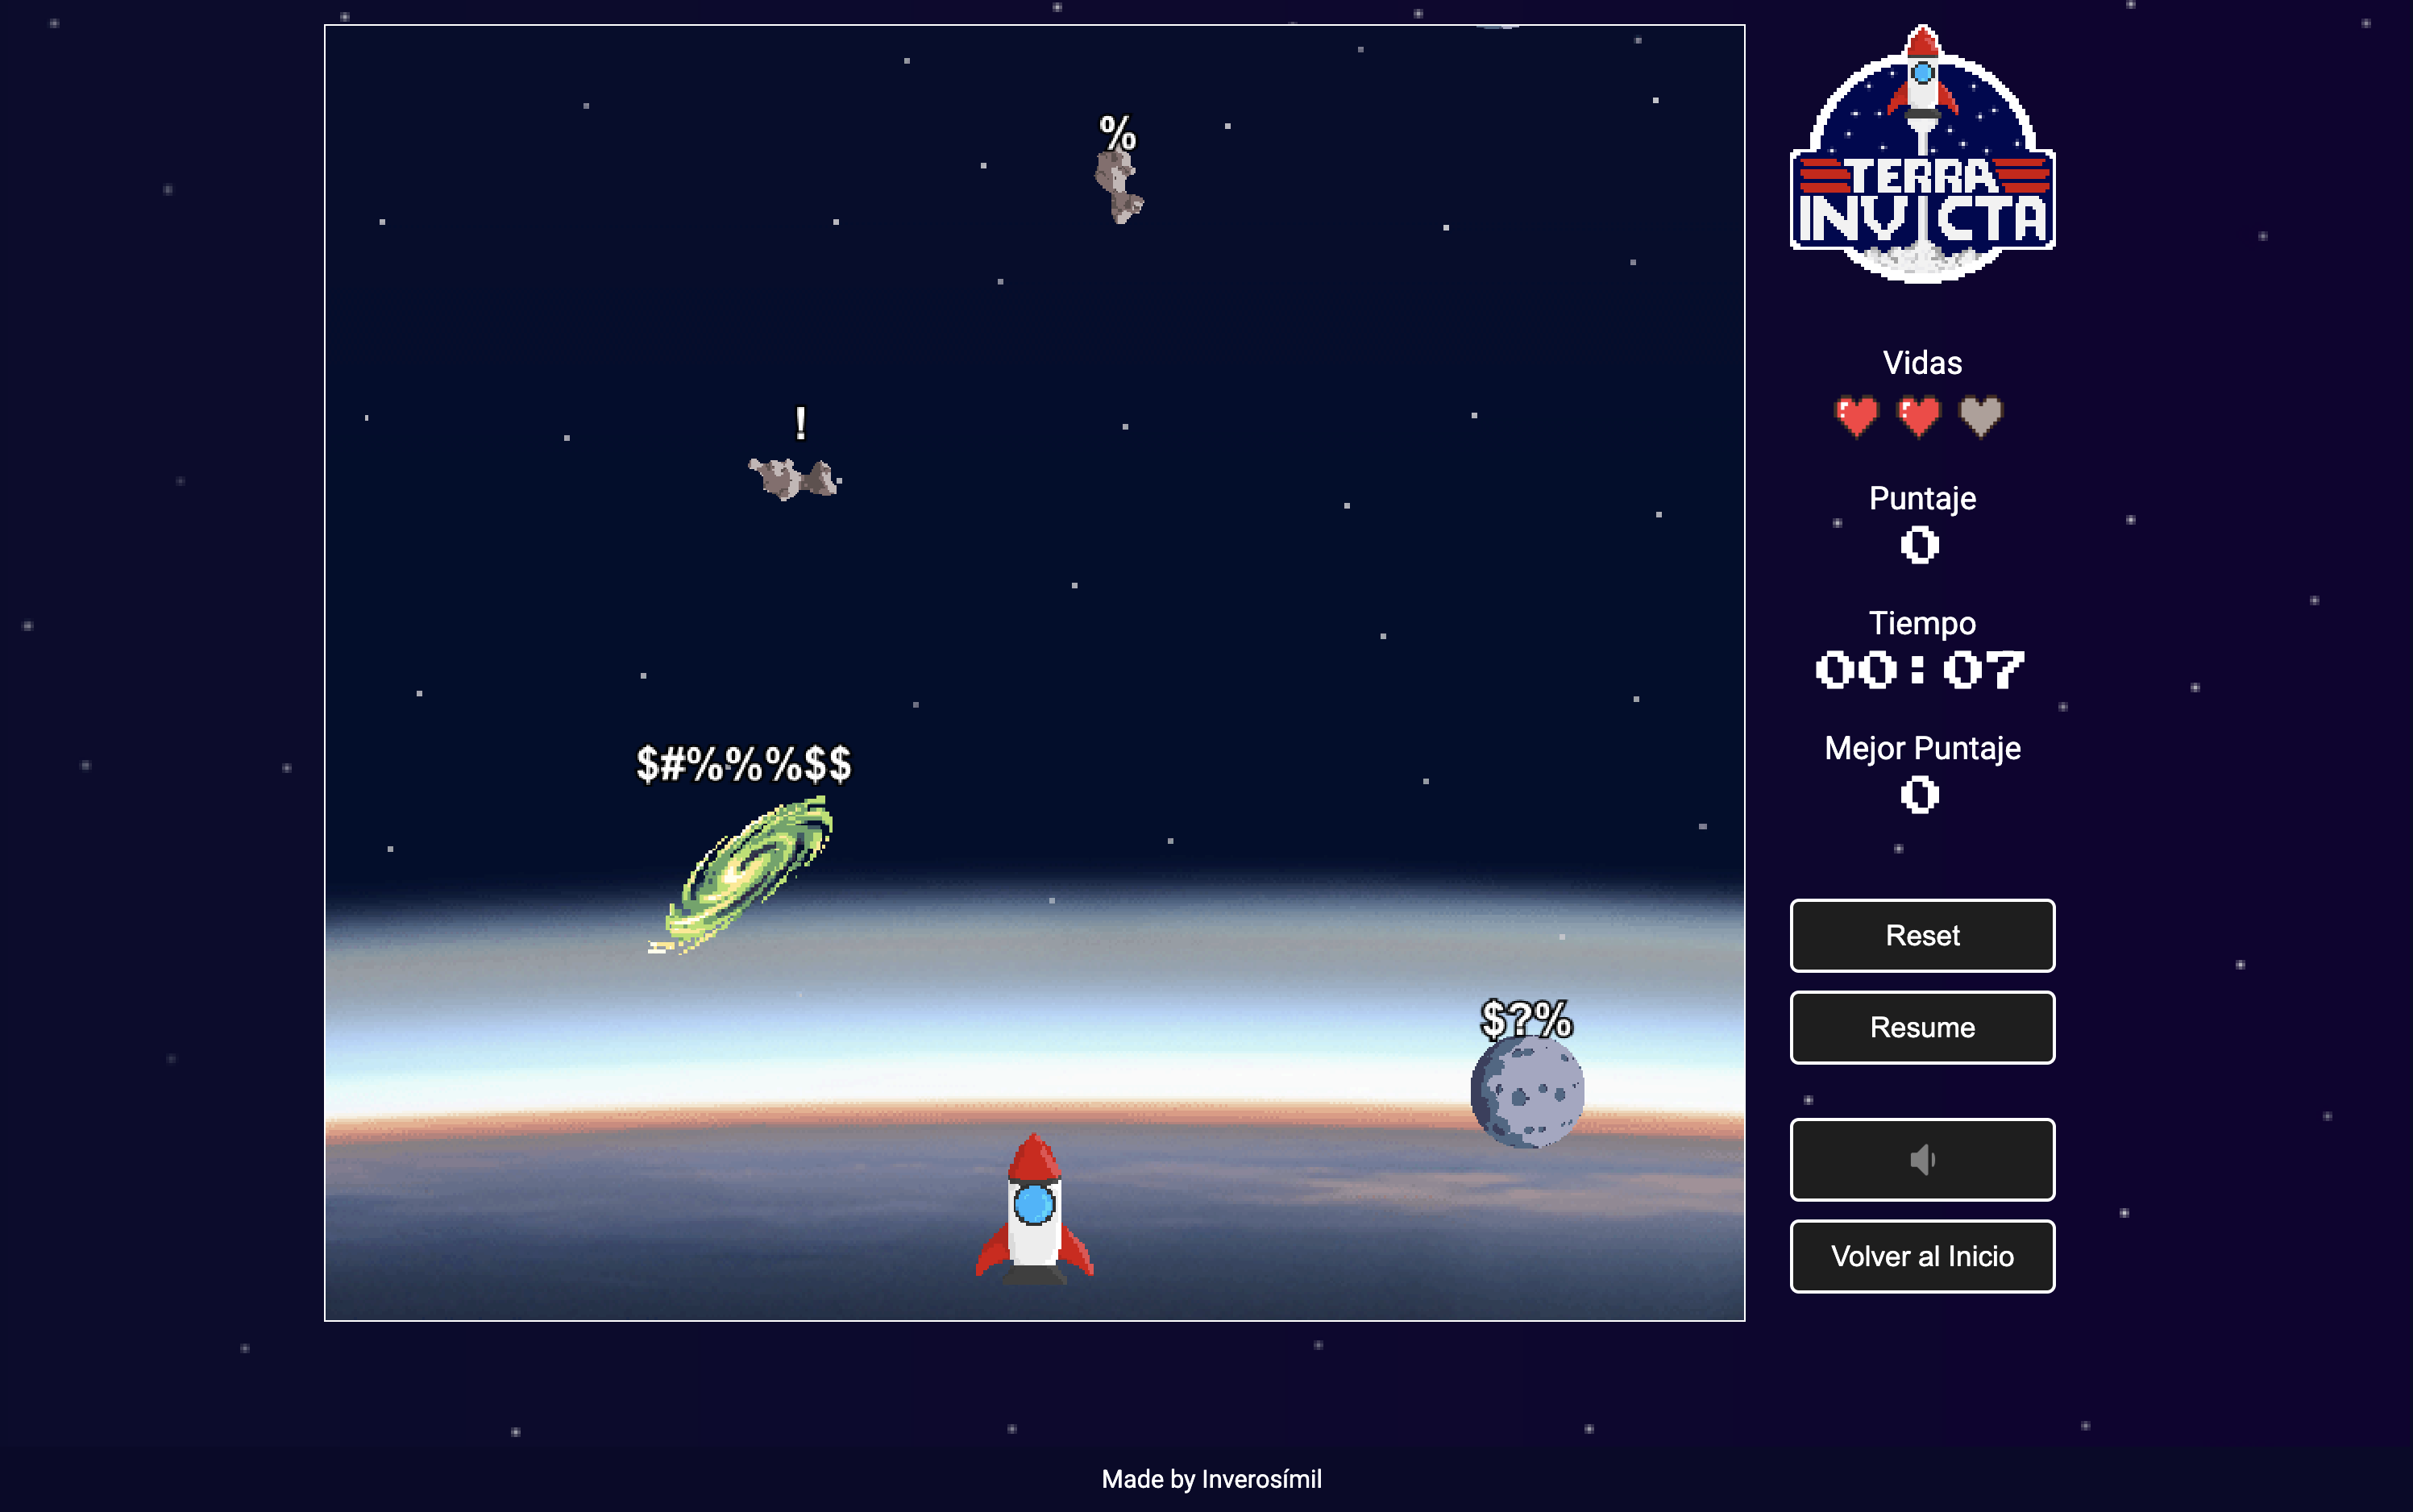 %
!
$#%%%$$
$?%
TERRA
INVICTA
Vidas
Puntaje
0
Tiempo
00:07
Mejor Puntaje
0
Reset
Resume
Volver al Inicio
Made by Inverosímil